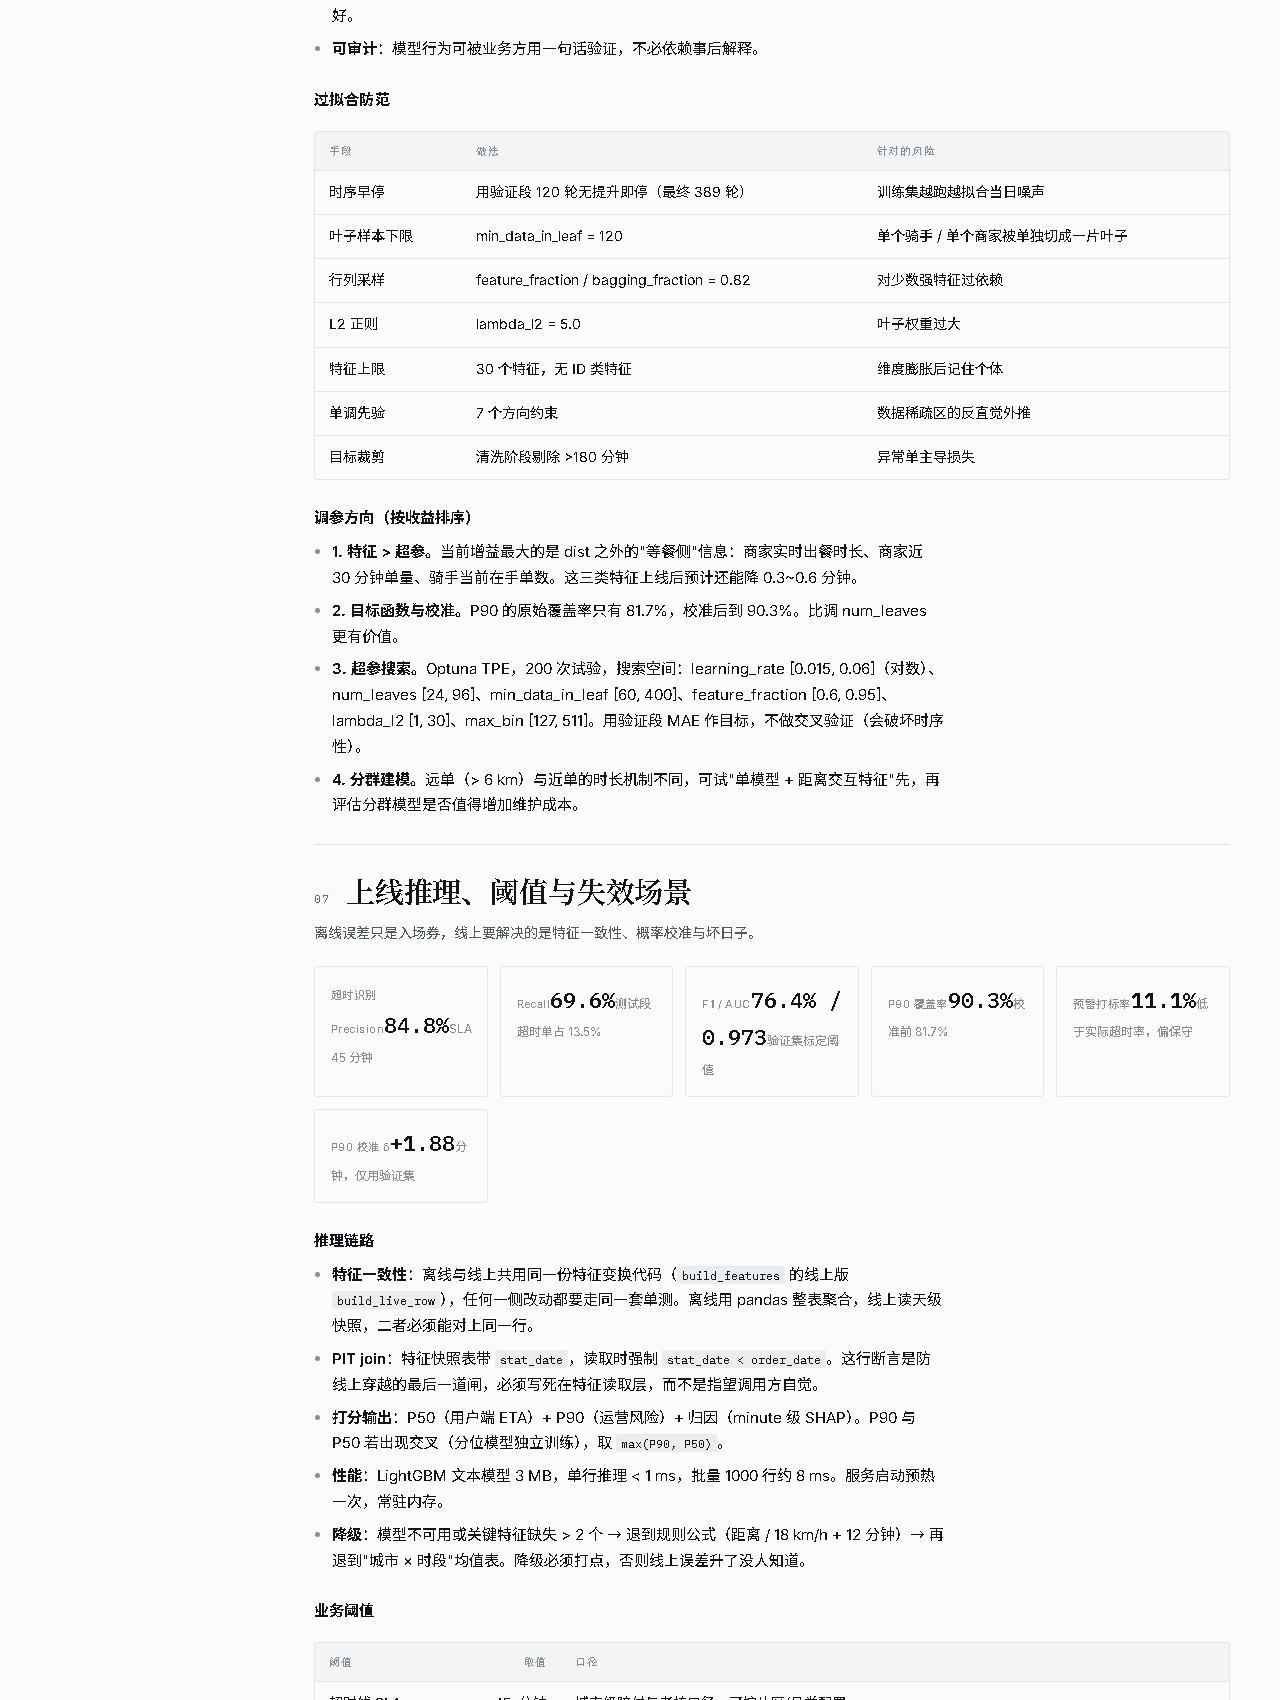 好。
可审计：模型行为可被业务方用一句话验证，不必依赖事后解释。
过拟合防范
手段 做法 针对的风险
时序早停 用验证段 120 轮无提升即停（最终 389 轮） 训练集越跑越拟合当日噪声
叶子样本下限 min_data_in_leaf = 120 单个骑手 / 单个商家被单独切成一片叶子
行列采样 feature_fraction / bagging_fraction = 0.82 对少数强特征过依赖
L2 正则 lambda_l2 = 5.0 叶子权重过大
特征上限 30 个特征，无 ID 类特征 维度膨胀后记住个体
单调先验 7 个方向约束 数据稀疏区的反直觉外推
目标裁剪 清洗阶段剔除 >180 分钟 异常单主导损失
调参方向（按收益排序）
1. 特征 > 超参。当前增益最大的是 dist 之外的"等餐侧"信息：商家实时出餐时长、商家近
30 分钟单量、骑手当前在手单数。这三类特征上线后预计还能降 0.3~0.6 分钟。
2. 目标函数与校准。P90 的原始覆盖率只有 81.7%，校准后到 90.3%。比调 num_leaves
更有价值。
3. 超参搜索。Optuna TPE，200 次试验，搜索空间：learning_rate [0.015, 0.06]（对数）、
num_leaves [24, 96]、min_data_in_leaf [60, 400]、feature_fraction [0.6, 0.95]、
lambda_l2 [1, 30]、max_bin [127, 511]。用验证段 MAE 作目标，不做交叉验证（会破坏时序
性）。
4. 分群建模。远单（> 6 km）与近单的时长机制不同，可试"单模型 + 距离交互特征"先，再
评估分群模型是否值得增加维护成本。
07 上线推理、阈值与失效场景
离线误差只是入场券，线上要解决的是特征一致性、概率校准与坏日子。
超时识别
Precision84.8%SLA
45 分钟
Recall69.6%测试段
超时单占 13.5%
F1 / AUC76.4% /
0.973验证集标定阈
值
P90 覆盖率90.3%校
准前 81.7%
预警打标率11.1%低
于实际超时率，偏保守
P90 校准 δ+1.88分
钟，仅用验证集
推理链路
特征一致性：离线与线上共用同一份特征变换代码（build_features 的线上版
build_live_row），任何一侧改动都要走同一套单测。离线用 pandas 整表聚合，线上读天级
快照，二者必须能对上同一行。
PIT join：特征快照表带 stat_date，读取时强制 stat_date < order_date。这行断言是防
线上穿越的最后一道闸，必须写死在特征读取层，而不是指望调用方自觉。
打分输出：P50（用户端 ETA）+ P90（运营风险）+ 归因（minute 级 SHAP）。P90 与
P50 若出现交叉（分位模型独立训练），取 max(P90, P50)。
性能：LightGBM 文本模型 3 MB，单行推理 < 1 ms，批量 1000 行约 8 ms。服务启动预热
一次，常驻内存。
降级：模型不可用或关键特征缺失 > 2 个 → 退到规则公式（距离 / 18 km/h + 12 分钟）→ 再
退到"城市 × 时段"均值表。降级必须打点，否则线上误差升了没人知道。
业务阈值
阈值 取值 口径